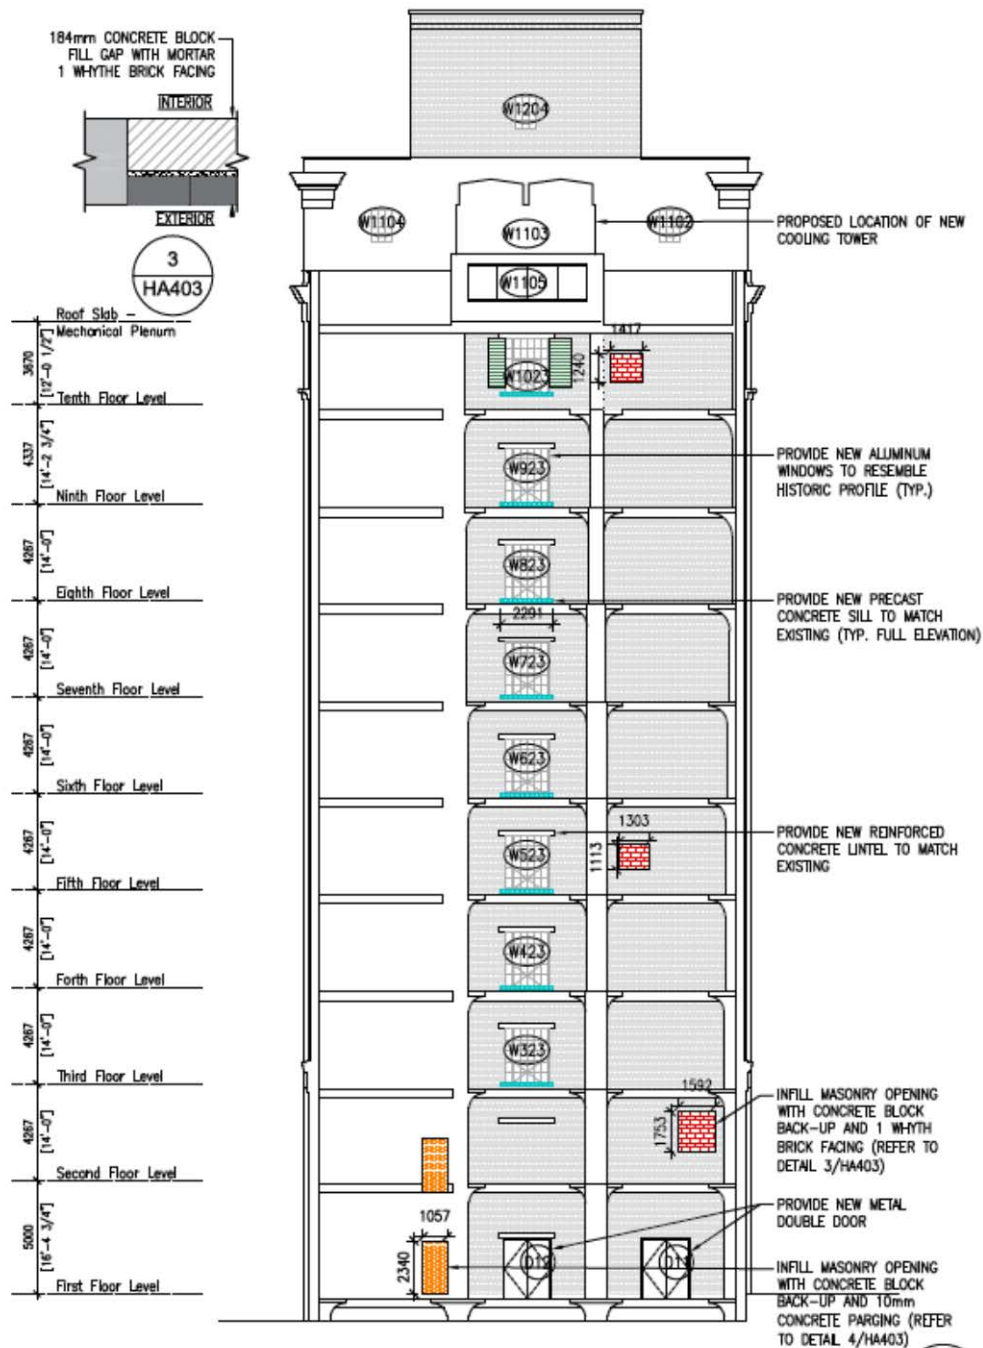 184mm CONCRETE BLOCK
FILL GAP WITH MORTAR
1 WHYTHE BRICK FACING
INTERIOR
EXTERIOR
3
HA403
W1204
W1104
W1103
W1102
W1105
PROPOSED LOCATION OF NEW
COOLING TOWER
Roof Slab -
Mechanical Plenum
3670
[12'-0 1/2"]
1417
1240
W1023
Tenth Floor Level
4337
[14'-2 3/4"]
W923
PROVIDE NEW ALUMINUM
WINDOWS TO RESEMBLE
HISTORIC PROFILE (TYP.)
Ninth Floor Level
4267
[14'-0"]
W823
Eighth Floor Level
PROVIDE NEW PRECAST
CONCRETE SILL TO MATCH
EXISTING (TYP. FULL ELEVATION)
2291
4267
[14'-0"]
W723
Seventh Floor Level
4267
[14'-0"]
W623
Sixth Floor Level
4267
[14'-0"]
W523
1303
1113
PROVIDE NEW REINFORCED
CONCRETE LINTEL TO MATCH
EXISTING
Fifth Floor Level
4267
[14'-0"]
W423
Forth Floor Level
4267
[14'-0"]
W323
Third Floor Level
4267
[14'-0"]
1592
1753
INFILL MASONRY OPENING
WITH CONCRETE BLOCK
BACK-UP AND 1 WHYTH
BRICK FACING (REFER TO
DETAIL 3/HA403)
Second Floor Level
5000
[16'-4 3/4"]
1057
2340
PROVIDE NEW METAL
DOUBLE DOOR
First Floor Level
INFILL MASONRY OPENING
WITH CONCRETE BLOCK
BACK-UP AND 10mm
CONCRETE PARGING (REFER
TO DETAIL 4/HA403)